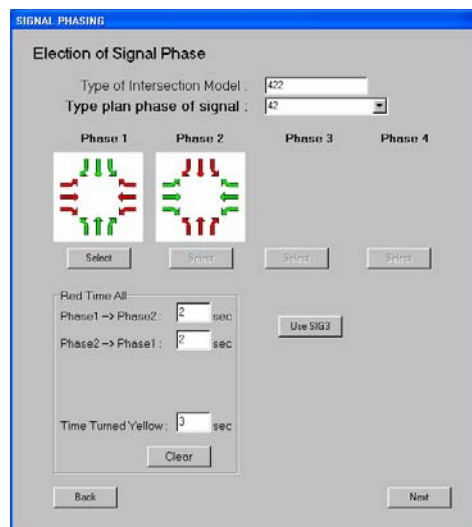 SIGNAL PHASING
Election of Signal Phase
Type of Intersection Model : 422
Type plan phase of signal : 42
Phase 1 Phase 2 Phase 3 Phase 4
Select Select Select Select
Red Time All
Phase1 -> Phase2 : 2 sec
Use SIG3
Phase2 -> Phase1 : 2 sec
Time Turned Yellow : 3 sec
Clear
Back Next